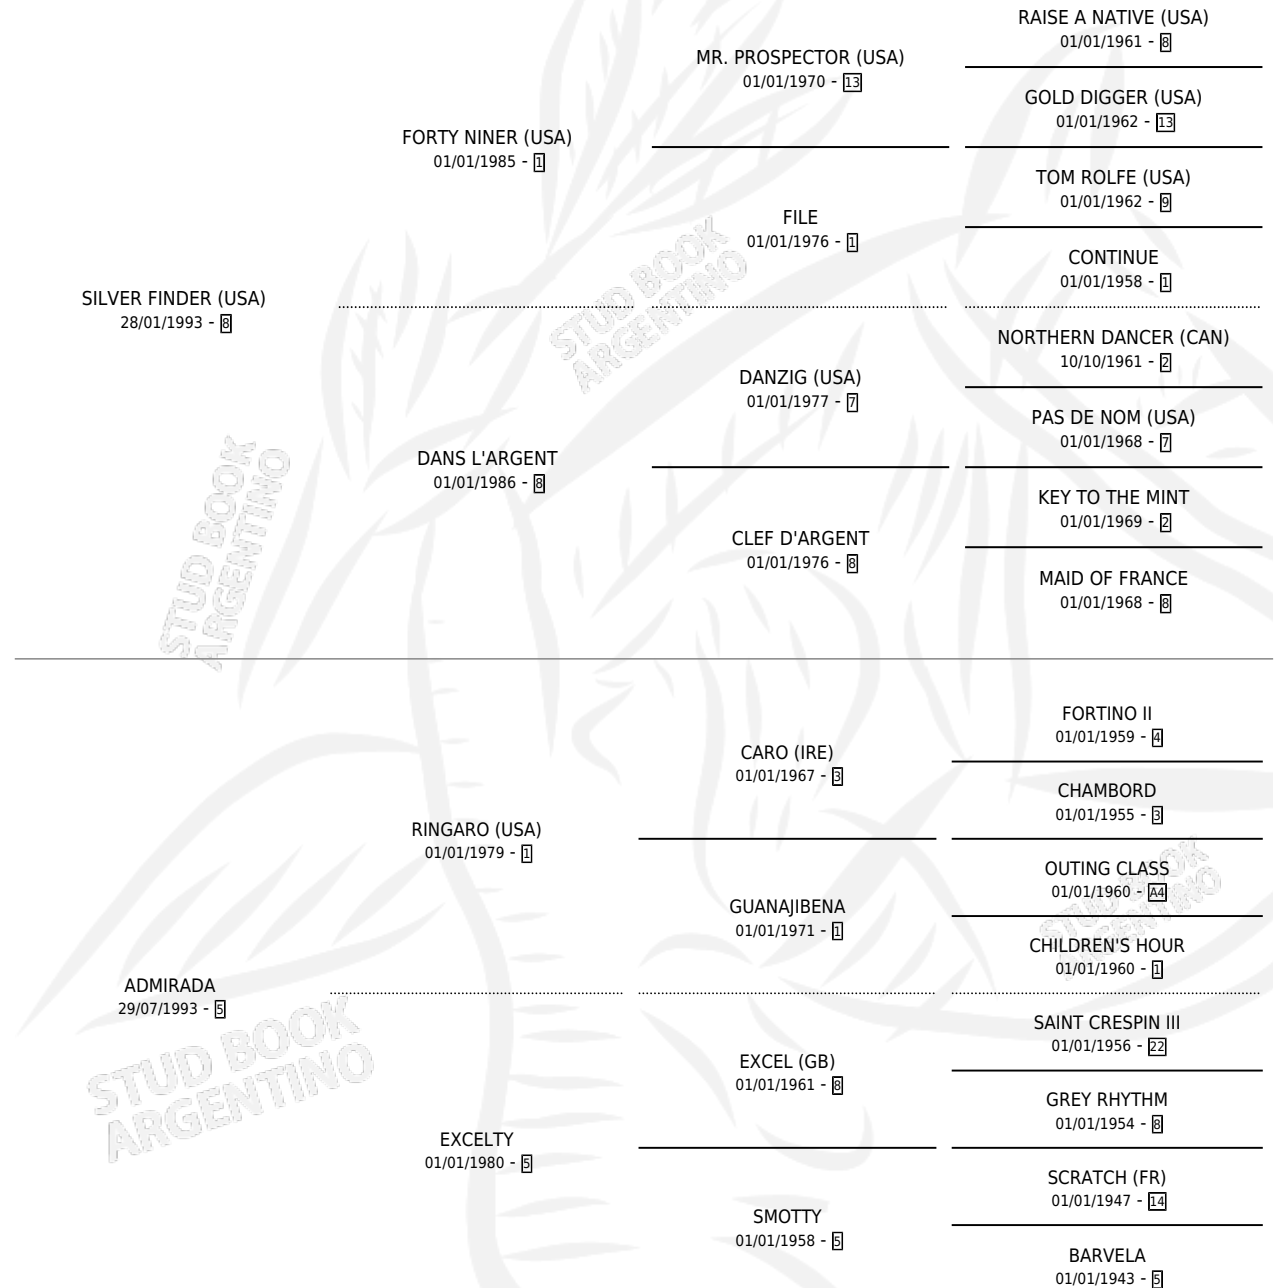 RAISE A NATIVE (USA)
01/01/1961 - 8
MR. PROSPECTOR (USA)
01/01/1970 - 13
GOLD DIGGER (USA)
01/01/1962 - 13
FORTY NINER (USA)
01/01/1985 - 1
TOM ROLFE (USA)
01/01/1962 - 9
FILE
01/01/1976 - 1
CONTINUE
01/01/1958 - 1
SILVER FINDER (USA)
28/01/1993 - 8
NORTHERN DANCER (CAN)
10/10/1961 - 2
DANZIG (USA)
01/01/1977 - 7
PAS DE NOM (USA)
01/01/1968 - 7
DANS L'ARGENT
01/01/1986 - 8
KEY TO THE MINT
01/01/1969 - 2
CLEF D'ARGENT
01/01/1976 - 8
MAID OF FRANCE
01/01/1968 - 8
FORTINO II
01/01/1959 - 4
CARO (IRE)
01/01/1967 - 3
CHAMBORD
01/01/1955 - 3
RINGARO (USA)
01/01/1979 - 1
OUTING CLASS
01/01/1960 - A4
GUANAJIBENA
01/01/1971 - 1
CHILDREN'S HOUR
01/01/1960 - 1
ADMIRADA
29/07/1993 - 5
SAINT CRESPIN III
01/01/1956 - 22
EXCEL (GB)
01/01/1961 - 8
GREY RHYTHM
01/01/1954 - 8
EXCELTY
01/01/1980 - 5
SCRATCH (FR)
01/01/1947 - 14
SMOTTY
01/01/1958 - 5
BARVELA
01/01/1943 - 5
STUD BOOK
ARGENTINO
STUD BOOK
ARGENTINO
STUD BOOK
ARGENTINO
STUD BOOK
ARGENTINO